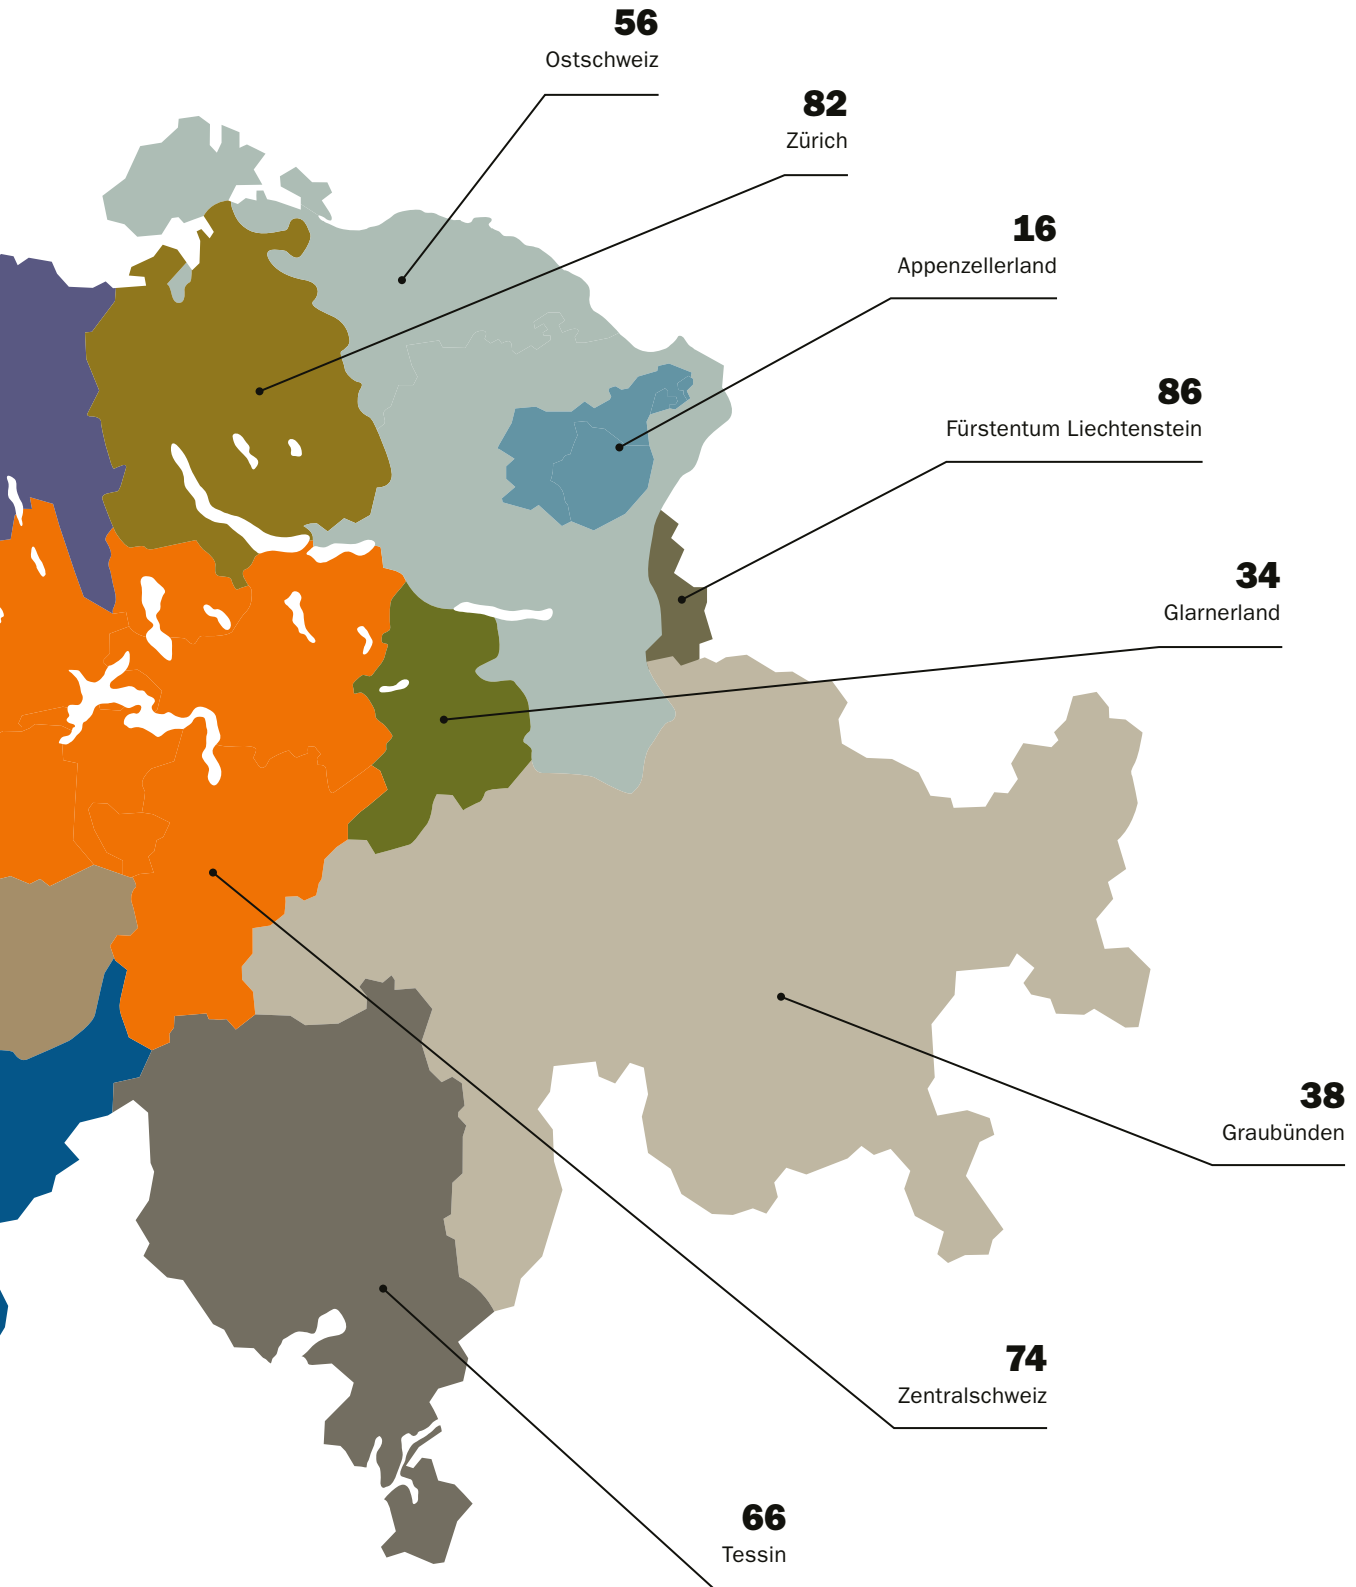 56
Ostschweiz
82
Zürich
16
Appenzellerland
86
Fürstentum Liechtenstein
34
Glarnerland
38
Graubünden
74
Zentralschweiz
66
Tessin